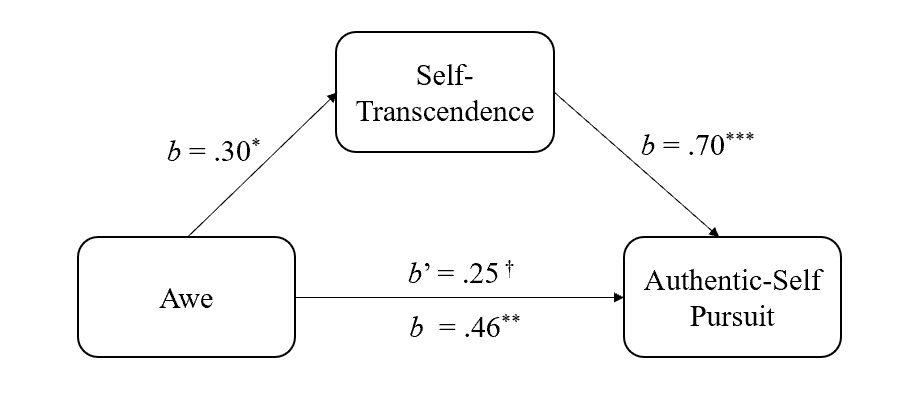 Self-
Transcendence
b = .30*
b = .70***
Awe
b’ = .25 †
b = .46**
Authentic-Self
Pursuit